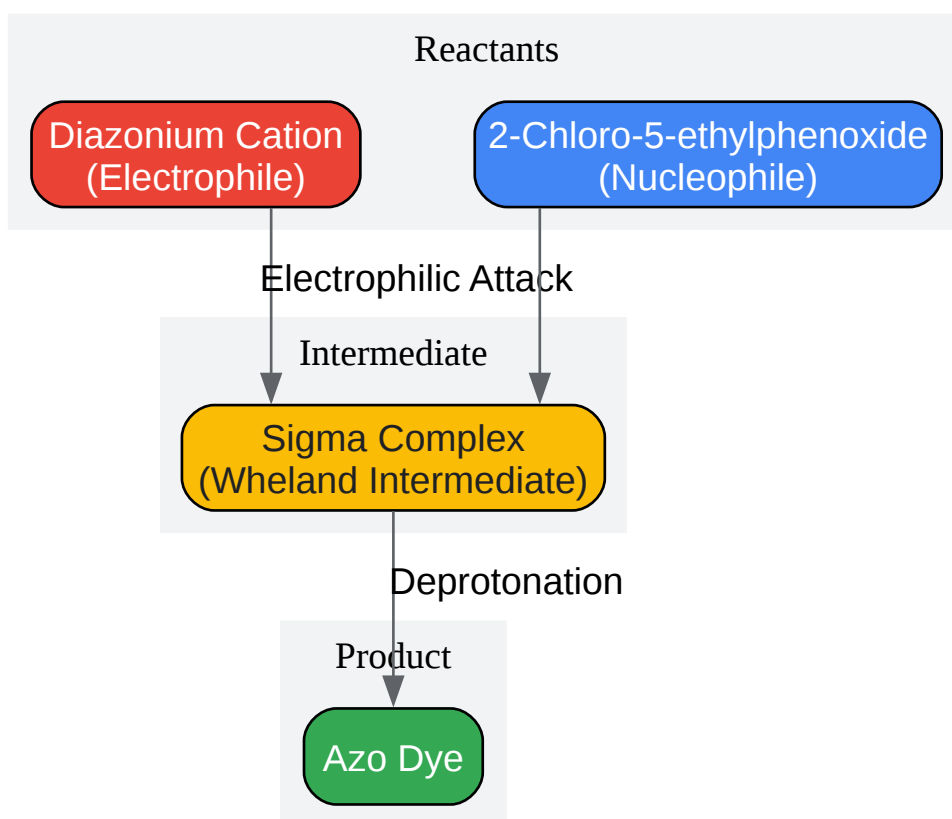 Reactants
Diazonium Cation
(Electrophile)
2-Chloro-5-ethylphenoxide
(Nucleophile)
Electrophilic Attack
Intermediate
Sigma Complex
(Wheland Intermediate)
Deprotonation
Product
Azo Dye